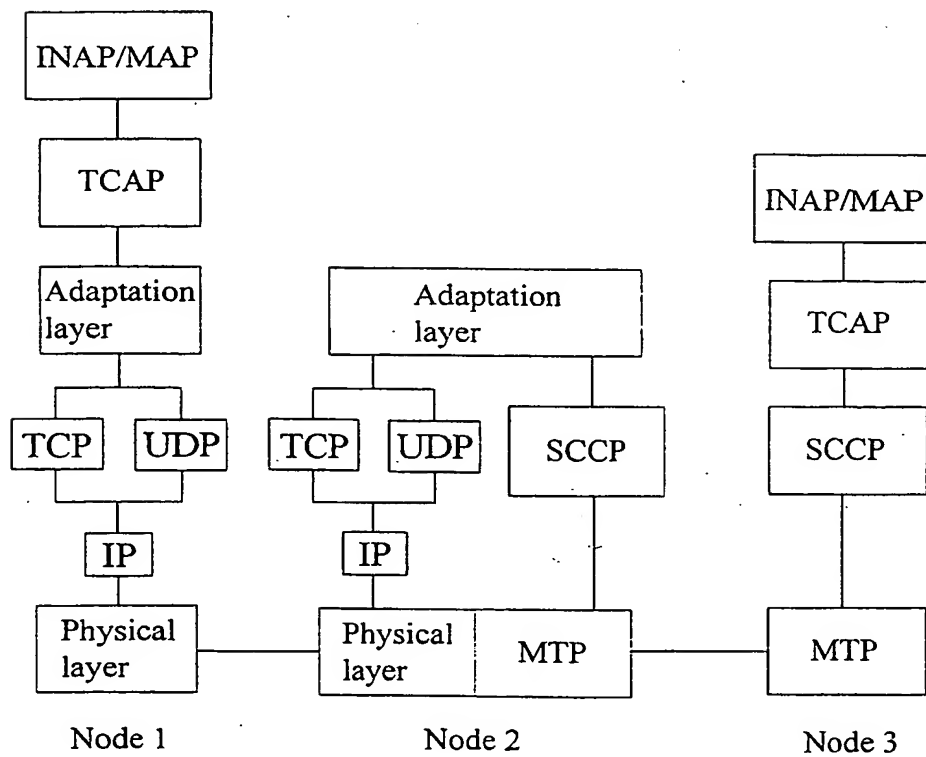 INAP/MAP
TCAP
Adaptation
layer
TCP
UDP
IP
Physical
layer
Node 1
Adaptation
layer
TCP
UDP
SCCP
IP
Physical
layer
MTP
Node 2
INAP/MAP
TCAP
SCCP
MTP
Node 3